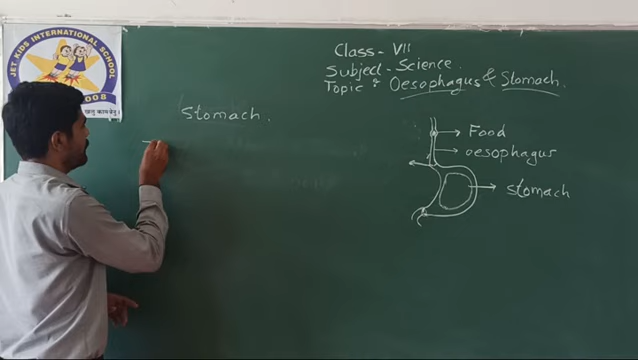 JET KIDS INTERNATIONAL SCHOOL
2008
Class - VII
Subject - Science.
Topic : Oesophagus & Stomach.
Stomach.
Food
oesophagus
stomach